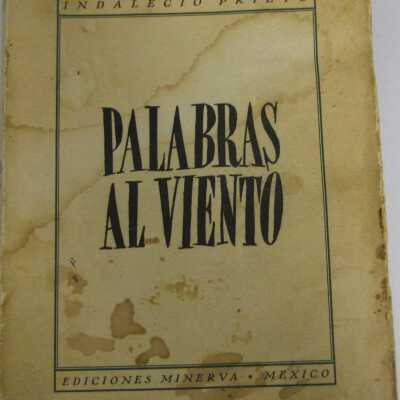 INDALECIO PRIETO
PALABRAS
AL VIENTO
EDICIONES MINERVA • MEXICO